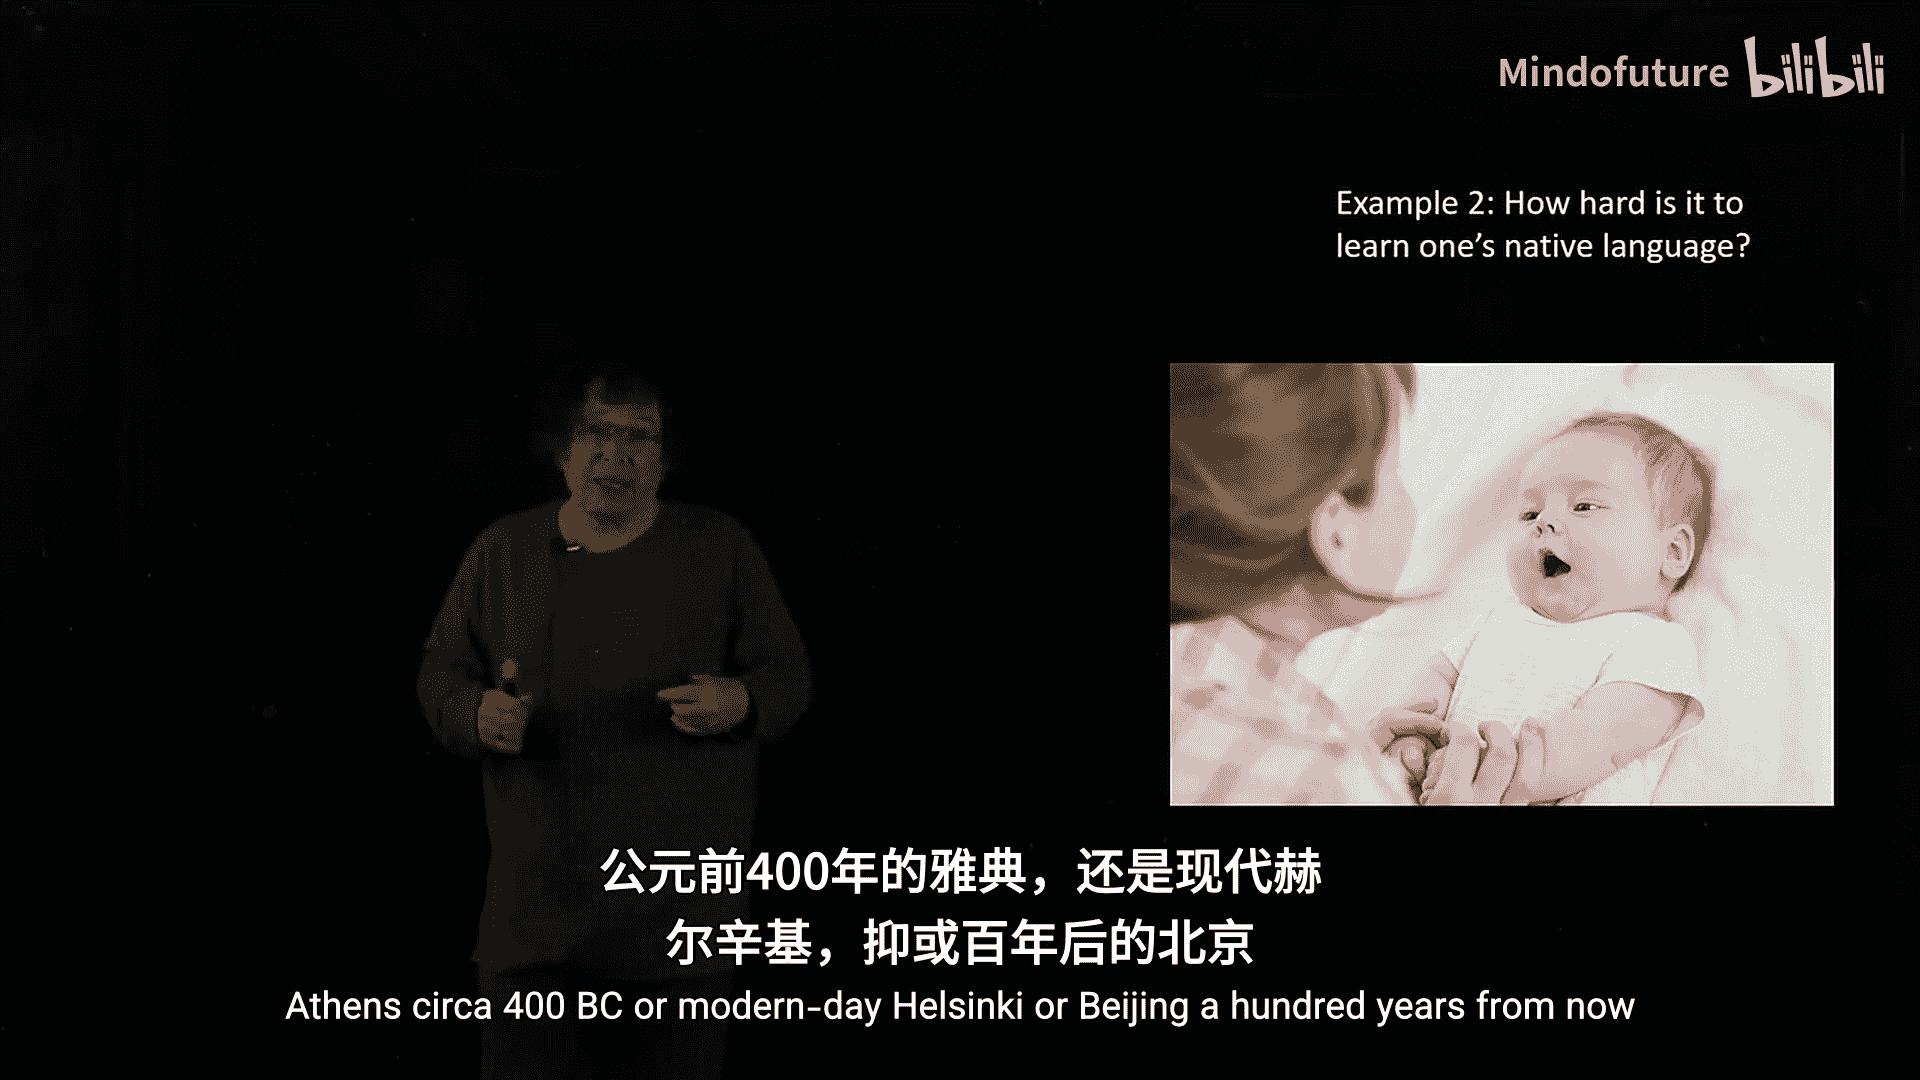 Mindofuture bilibili
Example 2: How hard is it to
learn one’s native language?
公元前400年的雅典，还是现代赫
尔辛基，抑或百年后的北京
Athens circa 400 BC or modern-day Helsinki or Beijing a hundred years from now